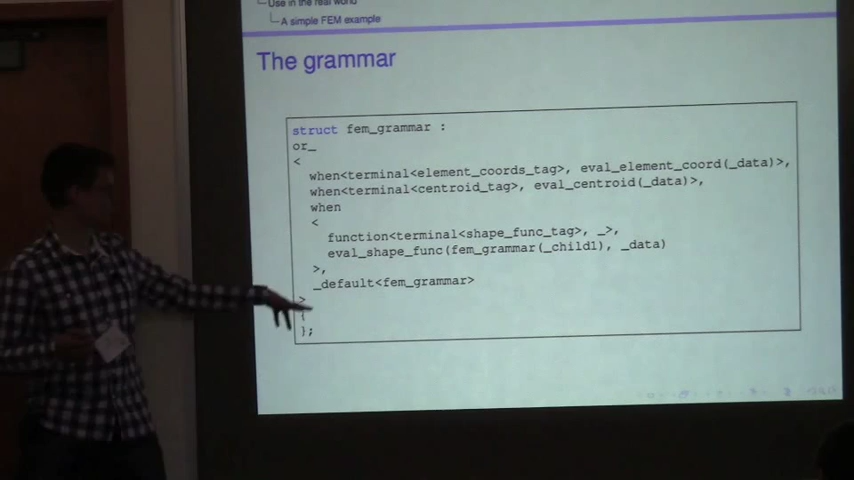 Use in the real world
A simple FEM example
The grammar
struct fem_grammar :
or_
<
when<terminal<element_coords_tag>, eval_element_coord(_data)>,
when<terminal<centroid_tag>, eval_centroid(_data)>,
when
<
function<terminal<shape_func_tag>, _>,
eval_shape_func(fem_grammar(_child1), _data)
>,
_default<fem_grammar>
>
{
};